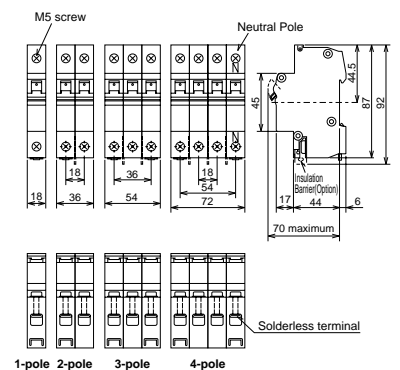 M5 screw
Neutral Pole
N
N
18
36
18
54
36
72
54
18
45
44.5
87
92
Insulation
Barrier(Option)
17
44
6
70 maximum
Solderless terminal
1-pole
2-pole
3-pole
4-pole